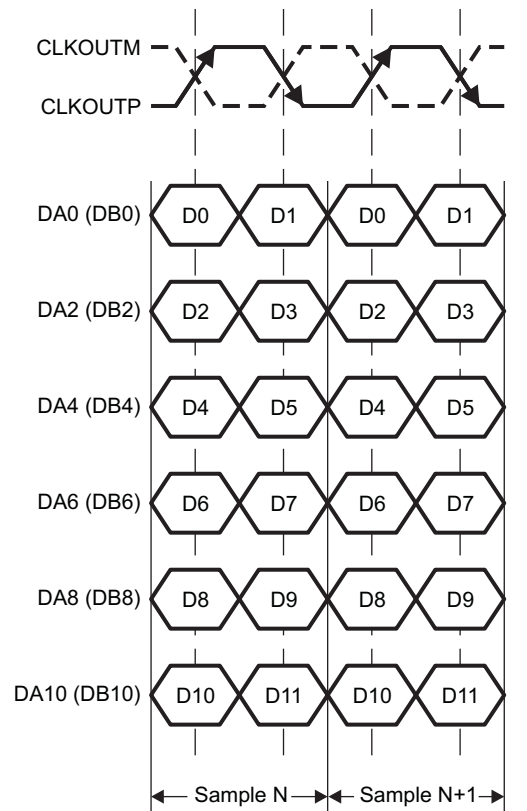 CLKOUTM
CLKOUTP
DA0 (DB0) D0 D1 D0 D1
DA2 (DB2) D2 D3 D2 D3
DA4 (DB4) D4 D5 D4 D5
DA6 (DB6) D6 D7 D6 D7
DA8 (DB8) D8 D9 D8 D9
DA10 (DB10) D10 D11 D10 D11
Sample N Sample N+1